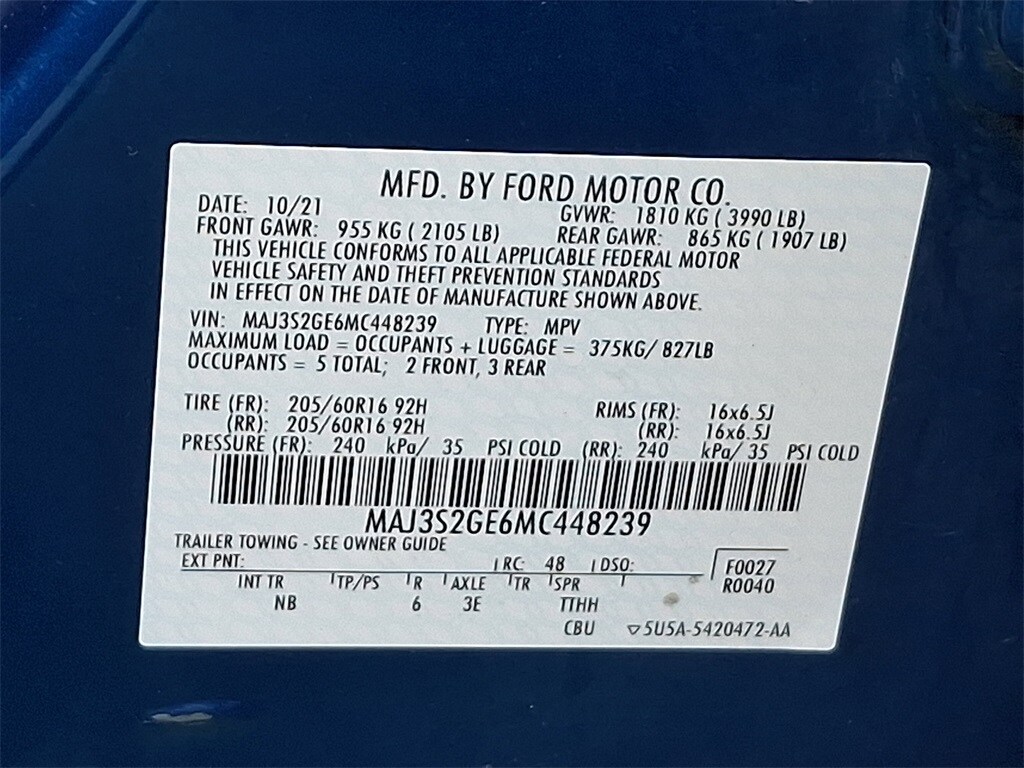 MFD. BY FORD MOTOR CO.
DATE: 10/21 GVWR: 1810 KG ( 3990 LB)
FRONT GAWR: 955 KG ( 2105 LB) REAR GAWR: 865 KG ( 1907 LB)
THIS VEHICLE CONFORMS TO ALL APPLICABLE FEDERAL MOTOR
VEHICLE SAFETY AND THEFT PREVENTION STANDARDS
IN EFFECT ON THE DATE OF MANUFACTURE SHOWN ABOVE.
VIN: MAJ3S2GE6MC448239 TYPE: MPV
MAXIMUM LOAD = OCCUPANTS + LUGGAGE = 375KG/ 827LB
OCCUPANTS = 5 TOTAL; 2 FRONT, 3 REAR
TIRE (FR): 205/60R16 92H RIMS (FR): 16x6.5J
(RR): 205/60R16 92H (RR): 16x6.5J
PRESSURE (FR): 240 kPa/ 35 PSI COLD (RR): 240 kPa/ 35 PSI COLD
MAJ3S2GE6MC448239
TRAILER TOWING - SEE OWNER GUIDE
EXT PNT: RC: 48 DSO: F0027
INT TR TP/PS R AXLE TR SPR R0040
NB 6 3E TTHH
CBU ▽5U5A-5420472-AA